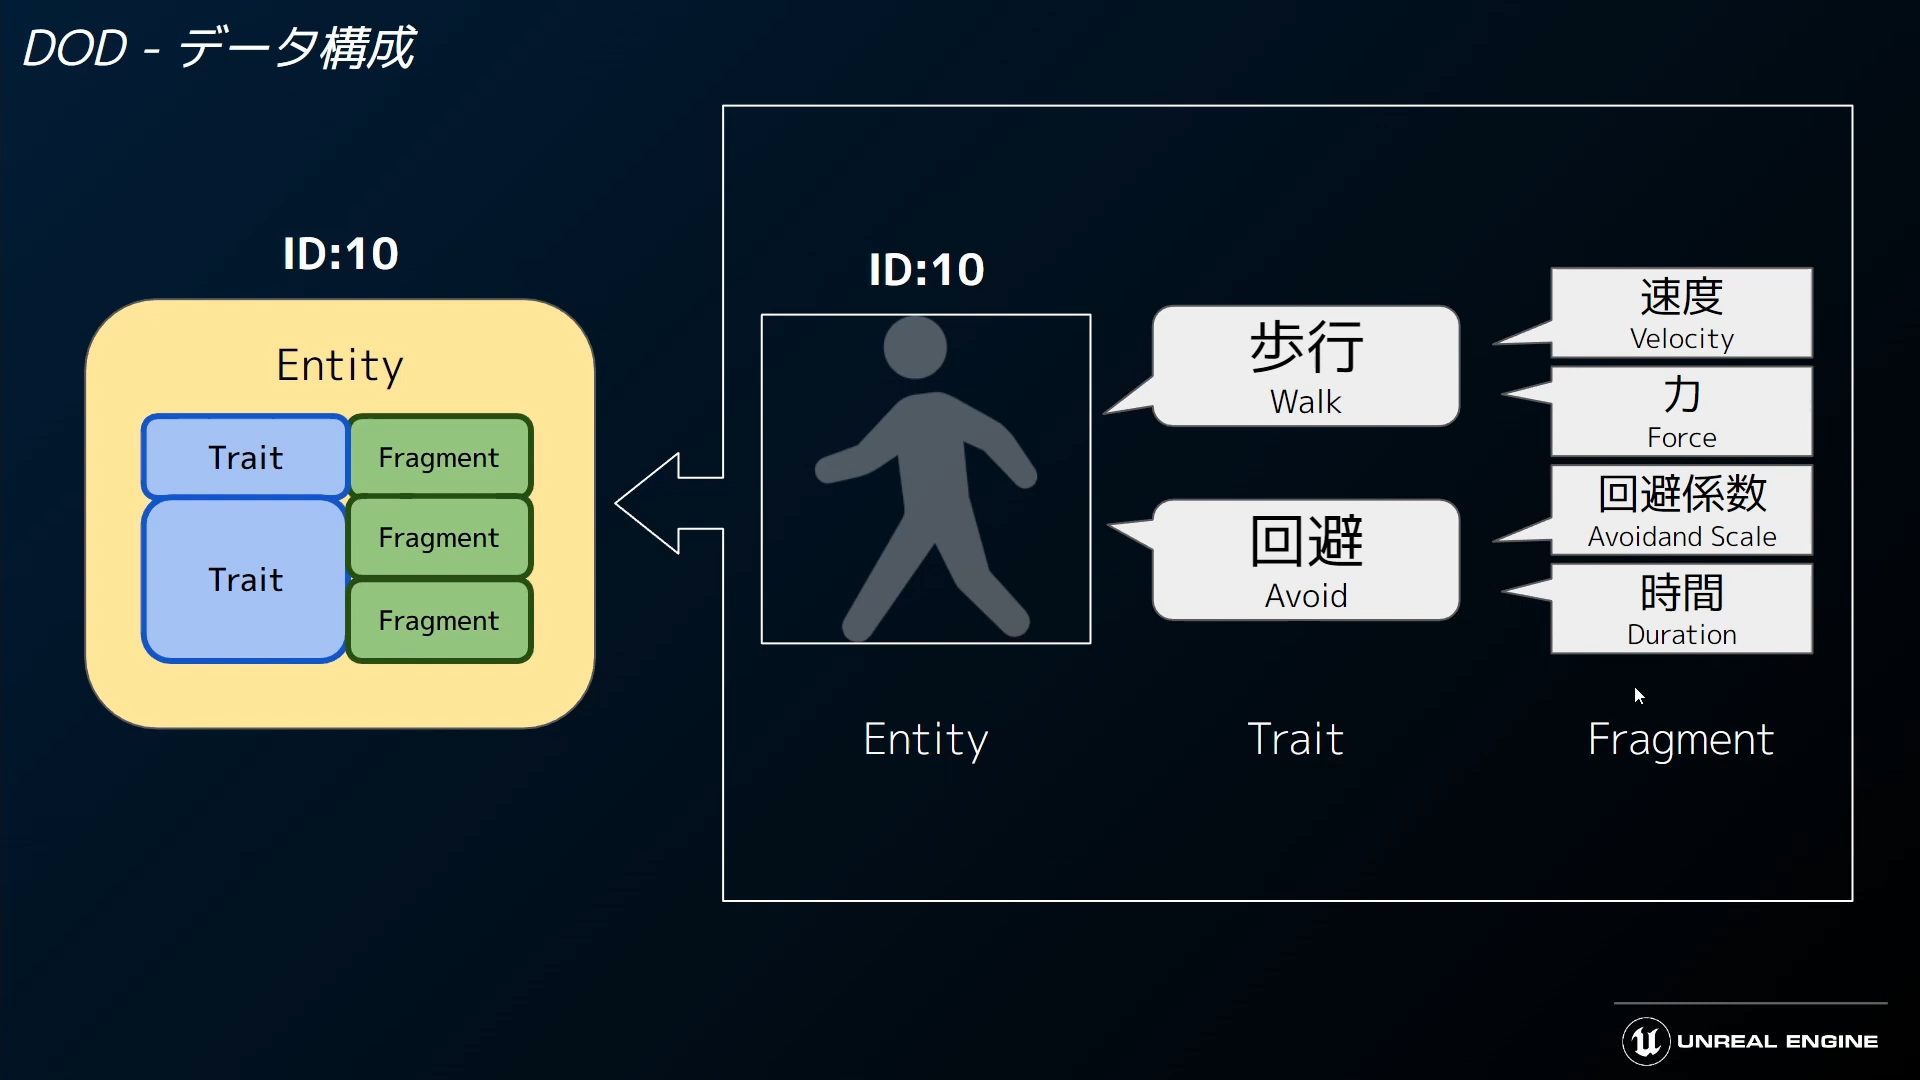 DOD - データ構成
ID:10
Entity
Trait
Fragment
Trait
Fragment
Fragment
ID:10
歩行
Walk
回避
Avoid
速度
Velocity
力
Force
回避係数
Avoidand Scale
時間
Duration
Entity
Trait
Fragment
UNREAL ENGINE